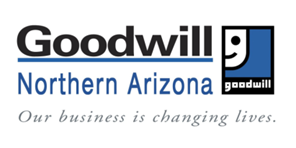 Goodwill
Northern Arizona
goodwill
Our business is changing lives.